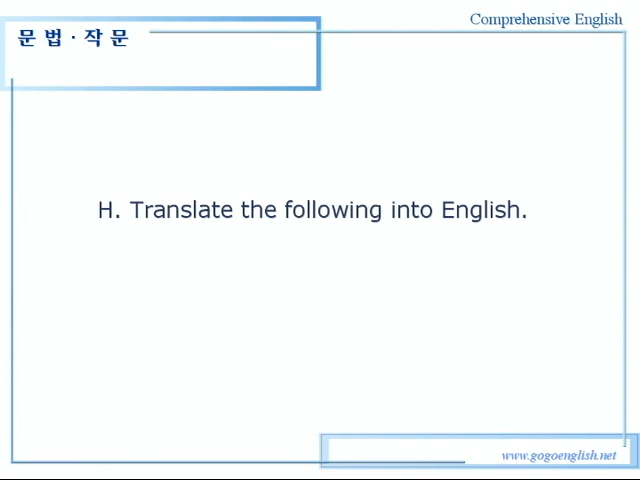 Comprehensive English
문 법 · 작 문
H. Translate the following into English.
www.gogoenglish.net